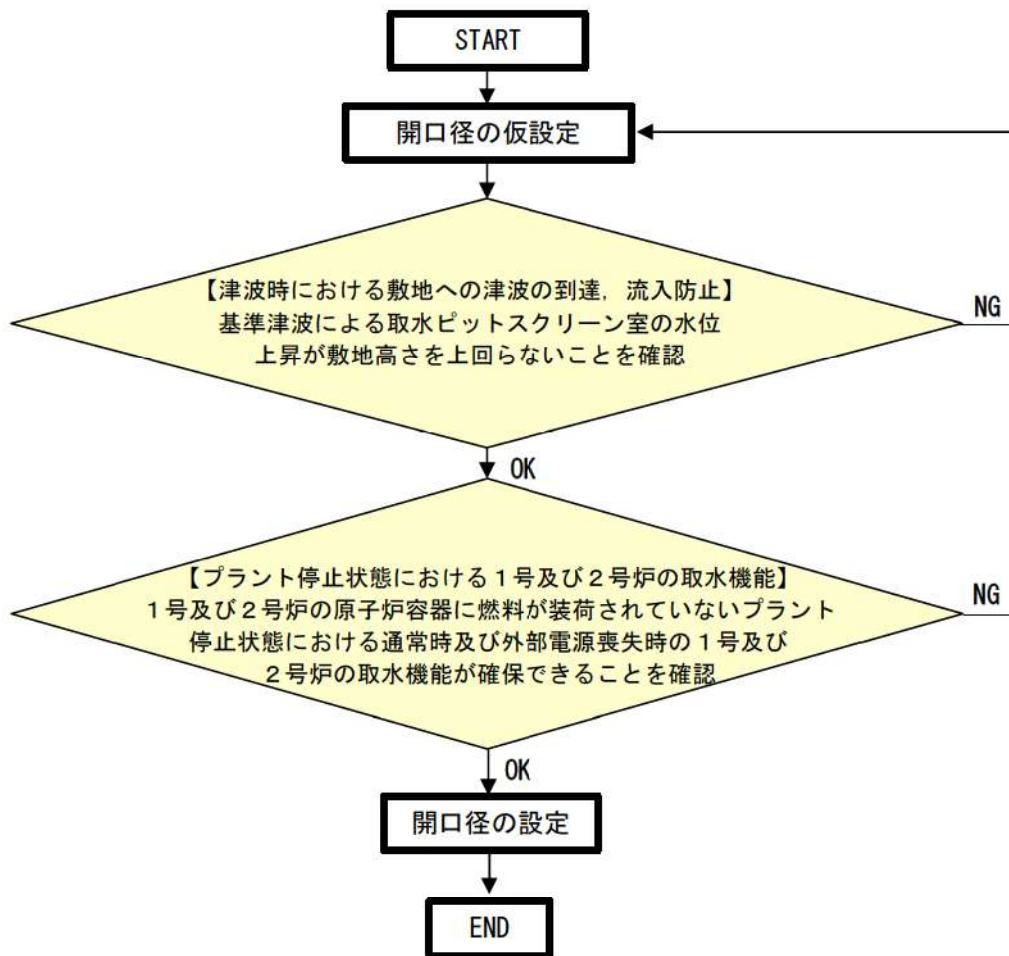 START
開口径の仮設定
【津波時における敷地への津波の到達，流入防止】
基準津波による取水ピットスクリーン室の水位
上昇が敷地高さを上回らないことを確認
NG
OK
【プラント停止状態における１号及び２号炉の取水機能】
１号及び２号炉の原子炉容器に燃料が装荷されていないプラント
停止状態における通常時及び外部電源喪失時の１号及び
２号炉の取水機能が確保できることを確認
NG
OK
開口径の設定
END